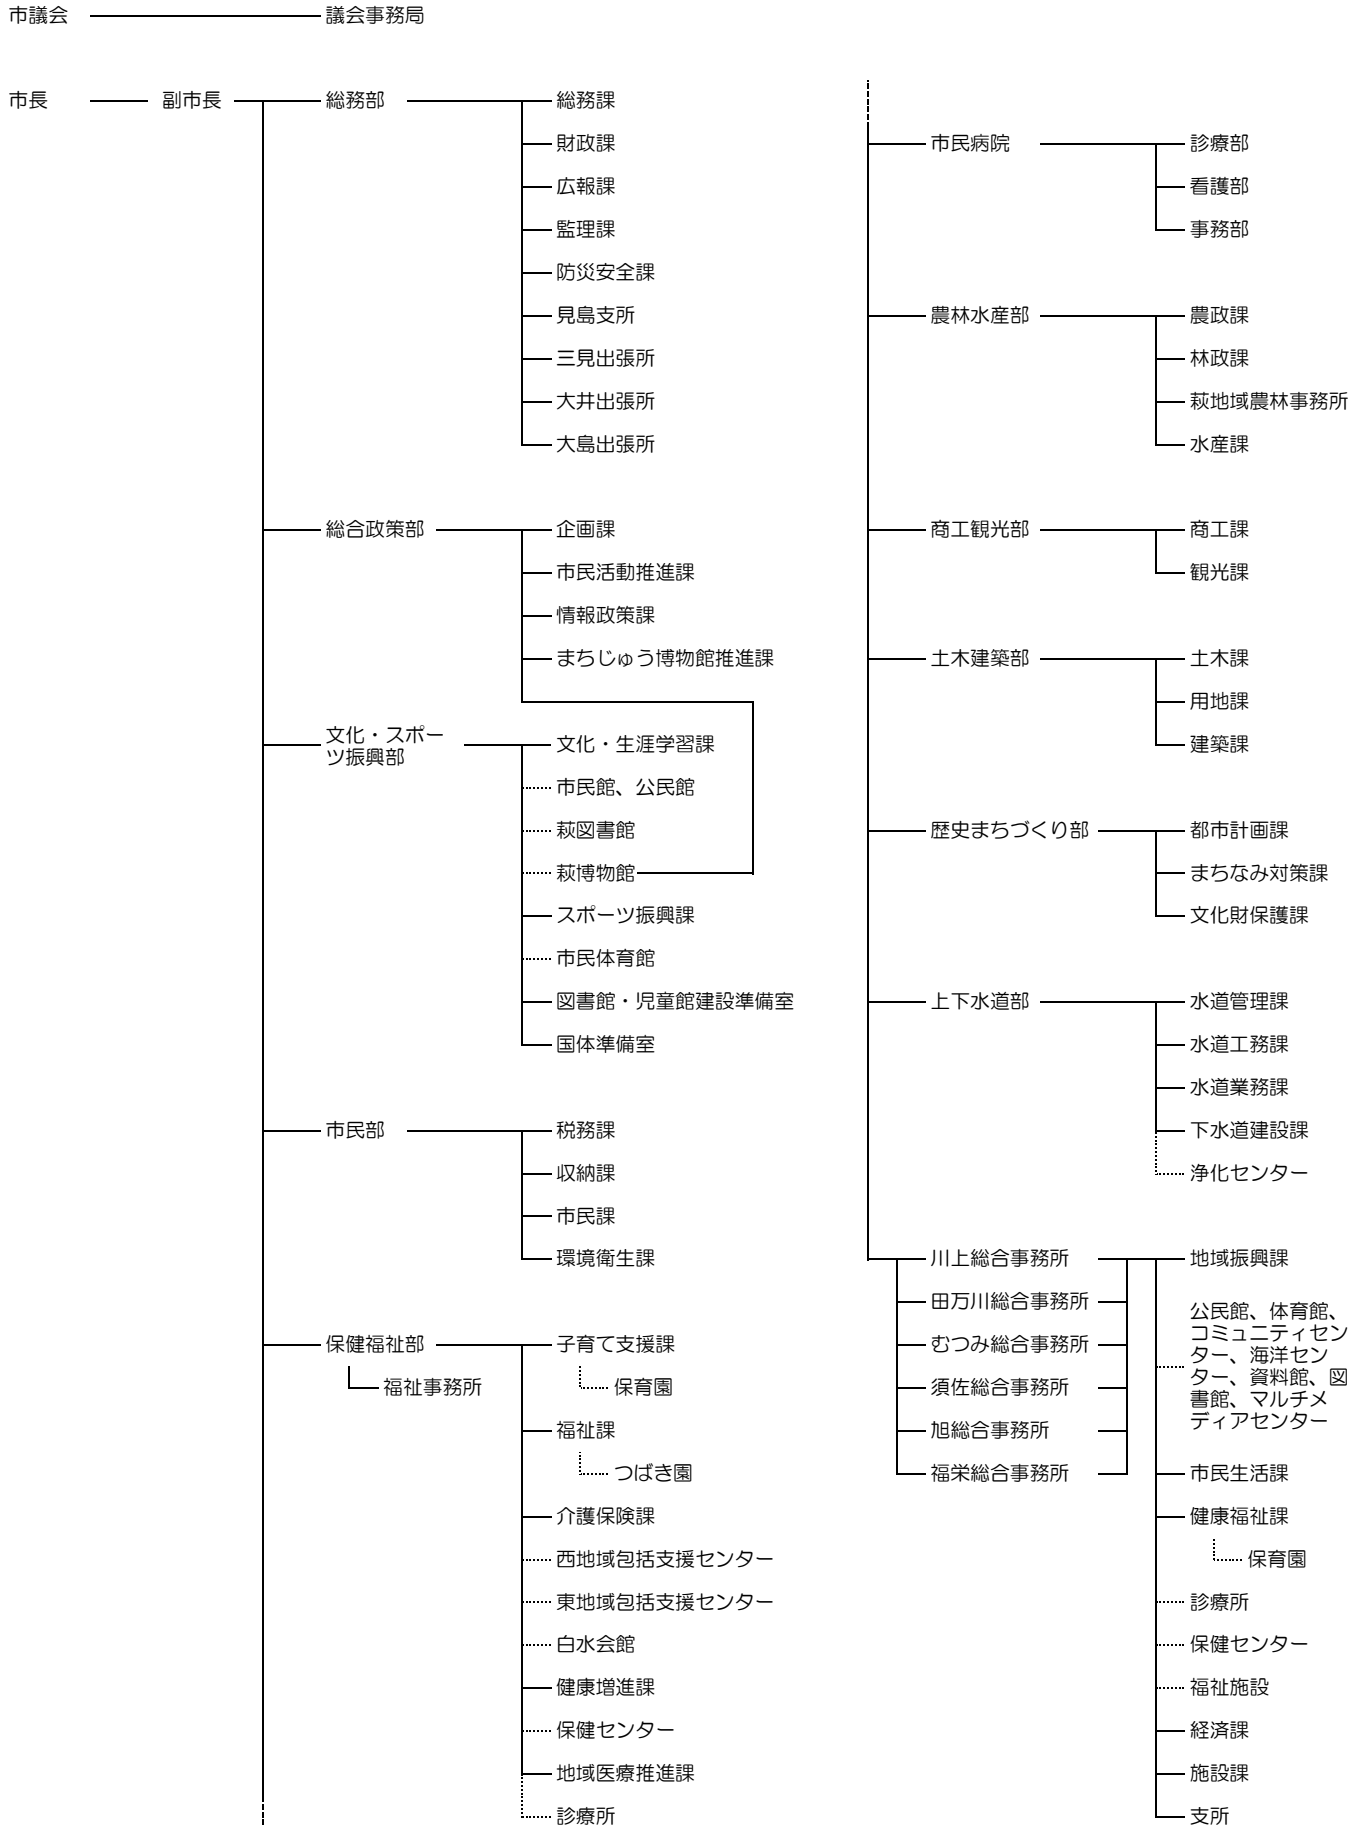 市議会
議会事務局
市長
副市長
総務部
総務課
財政課
広報課
監理課
防災安全課
見島支所
三見出張所
大井出張所
大島出張所
総合政策部
企画課
市民活動推進課
情報政策課
まちじゅう博物館推進課
文化・スポー
ツ振興部
文化・生涯学習課
市民館、公民館
萩図書館
萩博物館
スポーツ振興課
市民体育館
図書館・児童館建設準備室
国体準備室
市民部
税務課
収納課
市民課
環境衛生課
保健福祉部
福祉事務所
子育て支援課
保育園
福祉課
つばき園
介護保険課
西地域包括支援センター
東地域包括支援センター
白水会館
健康増進課
保健センター
地域医療推進課
診療所
市民病院
診療部
看護部
事務部
農林水産部
農政課
林政課
萩地域農林事務所
水産課
商工観光部
商工課
観光課
土木建築部
土木課
用地課
建築課
歴史まちづくり部
都市計画課
まちなみ対策課
文化財保護課
上下水道部
水道管理課
水道工務課
水道業務課
下水道建設課
浄化センター
川上総合事務所
田万川総合事務所
むつみ総合事務所
須佐総合事務所
旭総合事務所
福栄総合事務所
地域振興課
公民館、体育館、
コミュニティセン
ター、海洋セン
ター、資料館、図
書館、マルチメ
ディアセンター
市民生活課
健康福祉課
保育園
診療所
保健センター
福祉施設
経済課
施設課
支所